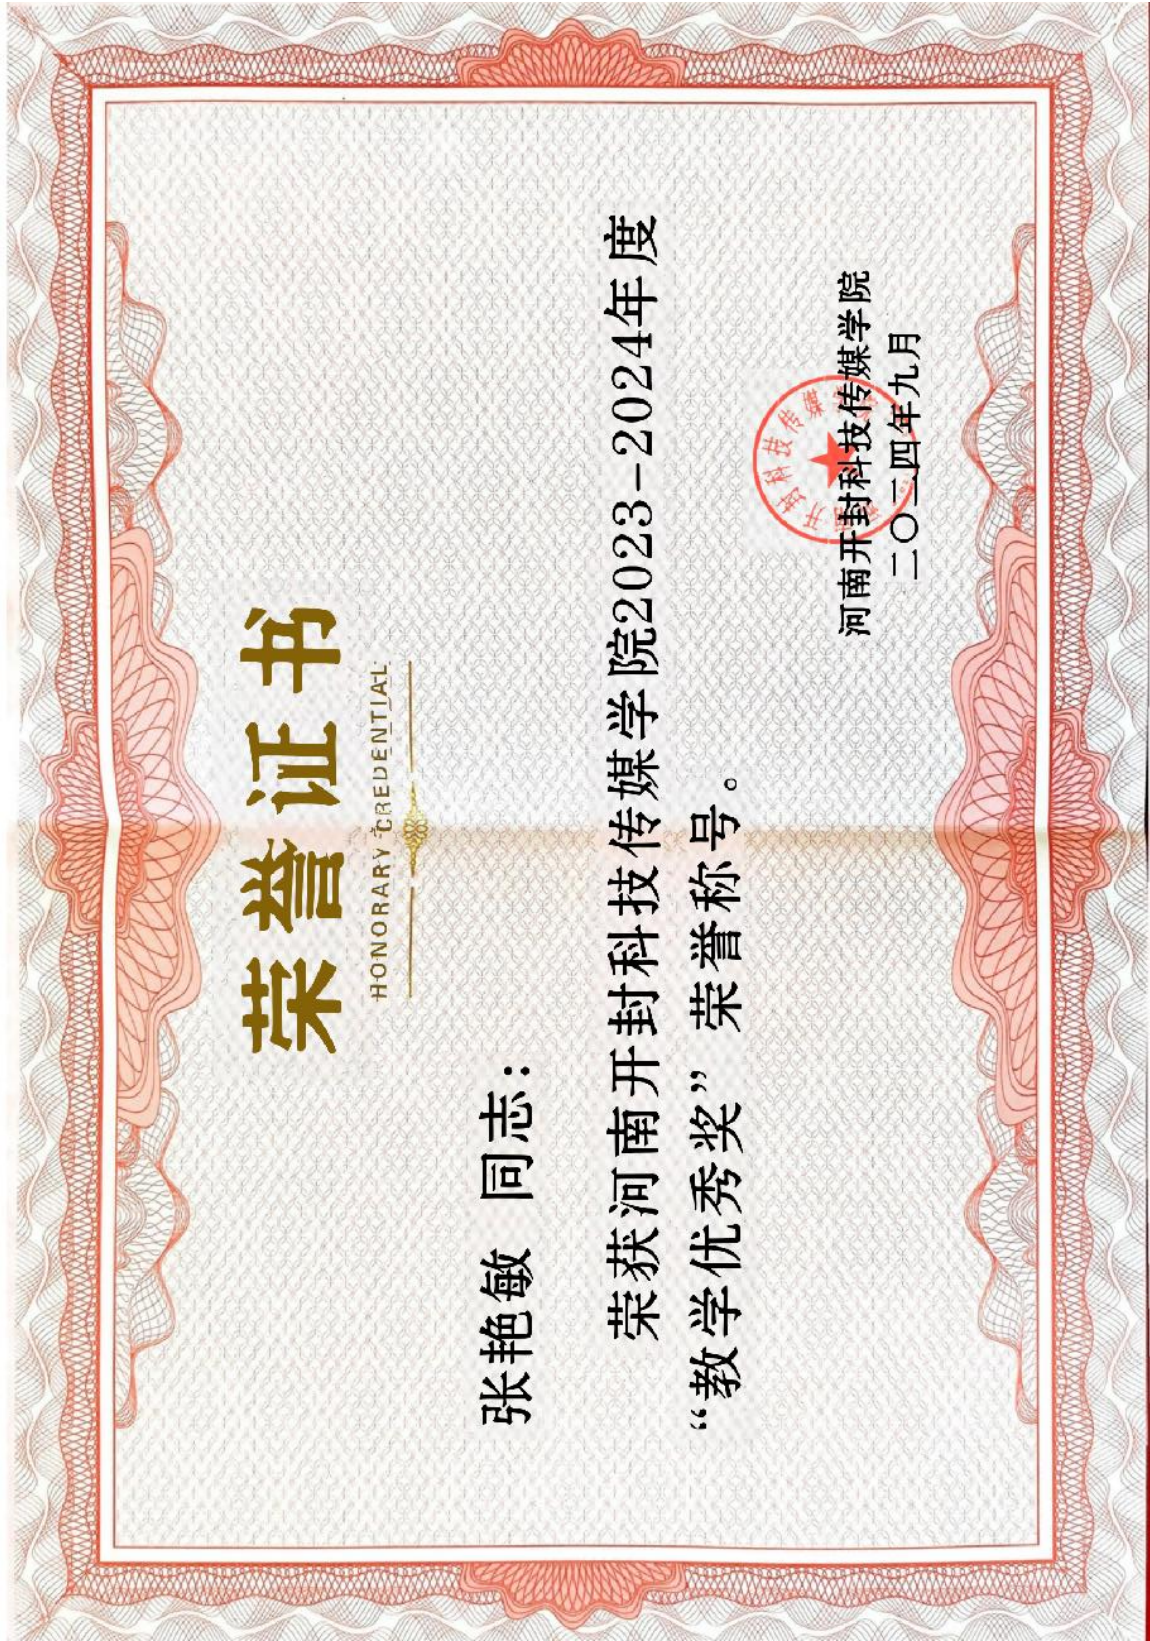 荣誉证书
HONORARY CREDENTIAL
张艳敏 同志：
荣获河南开封科技传媒学院2023-2024年度
“教学优秀奖”荣誉称号。
河南开封科技传媒学院
二〇二四年九月